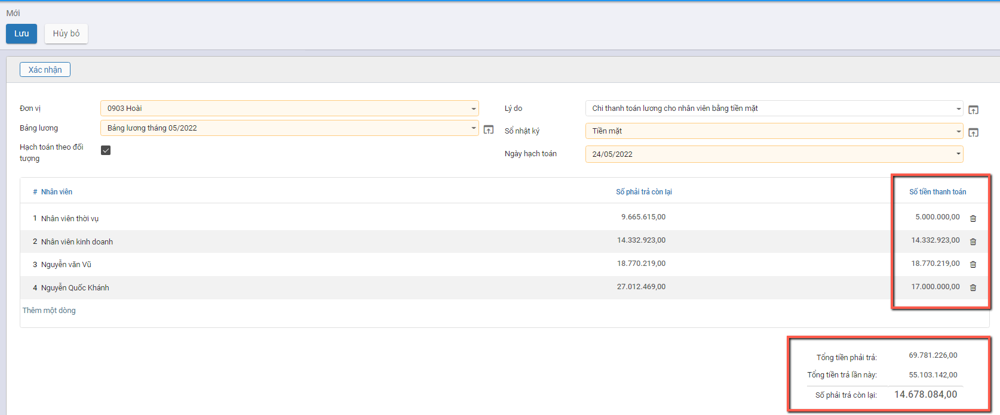 Mới
Lưu Hủy bỏ
Xác nhận
Đơn vị 0903 Hoài Lý do Chi thanh toán lương cho nhân viên bằng tiền mặt
Bảng lương Bảng lương tháng 05/2022 Sổ nhật ký Tiền mặt
Hạch toán theo đối
tượng
Ngày hạch toán 24/05/2022
# Nhân viên Số phải trả còn lại Số tiền thanh toán
1 Nhân viên thời vụ 9.665.615,00 5.000.000,00
2 Nhân viên kinh doanh 14.332.923,00 14.332.923,00
3 Nguyễn văn Vũ 18.770.219,00 18.770.219,00
4 Nguyễn Quốc Khánh 27.012.469,00 17.000.000,00
Thêm một dòng
Tổng tiền phải trả: 69.781.226,00
Tổng tiền trả lần này: 55.103.142,00
Số phải trả còn lại: 14.678.084,00